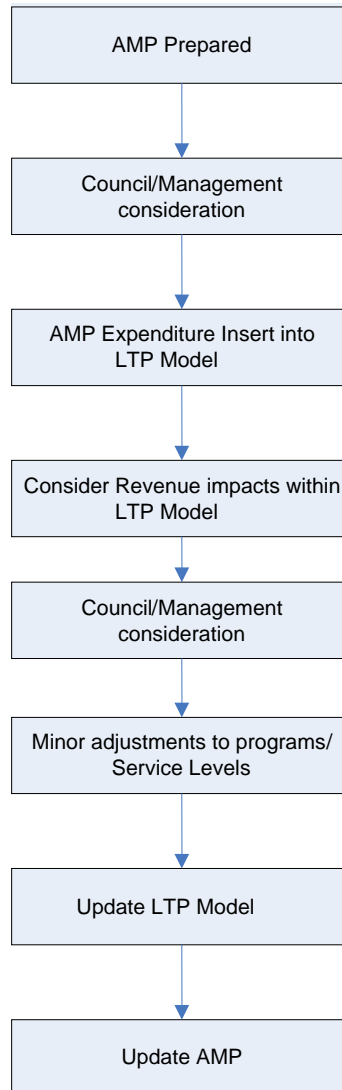 AMP Prepared
Council/Management
consideration
AMP Expenditure Insert into
LTP Model
Consider Revenue impacts within
LTP Model
Council/Management
consideration
Minor adjustments to programs/
Service Levels
Update LTP Model
Update AMP